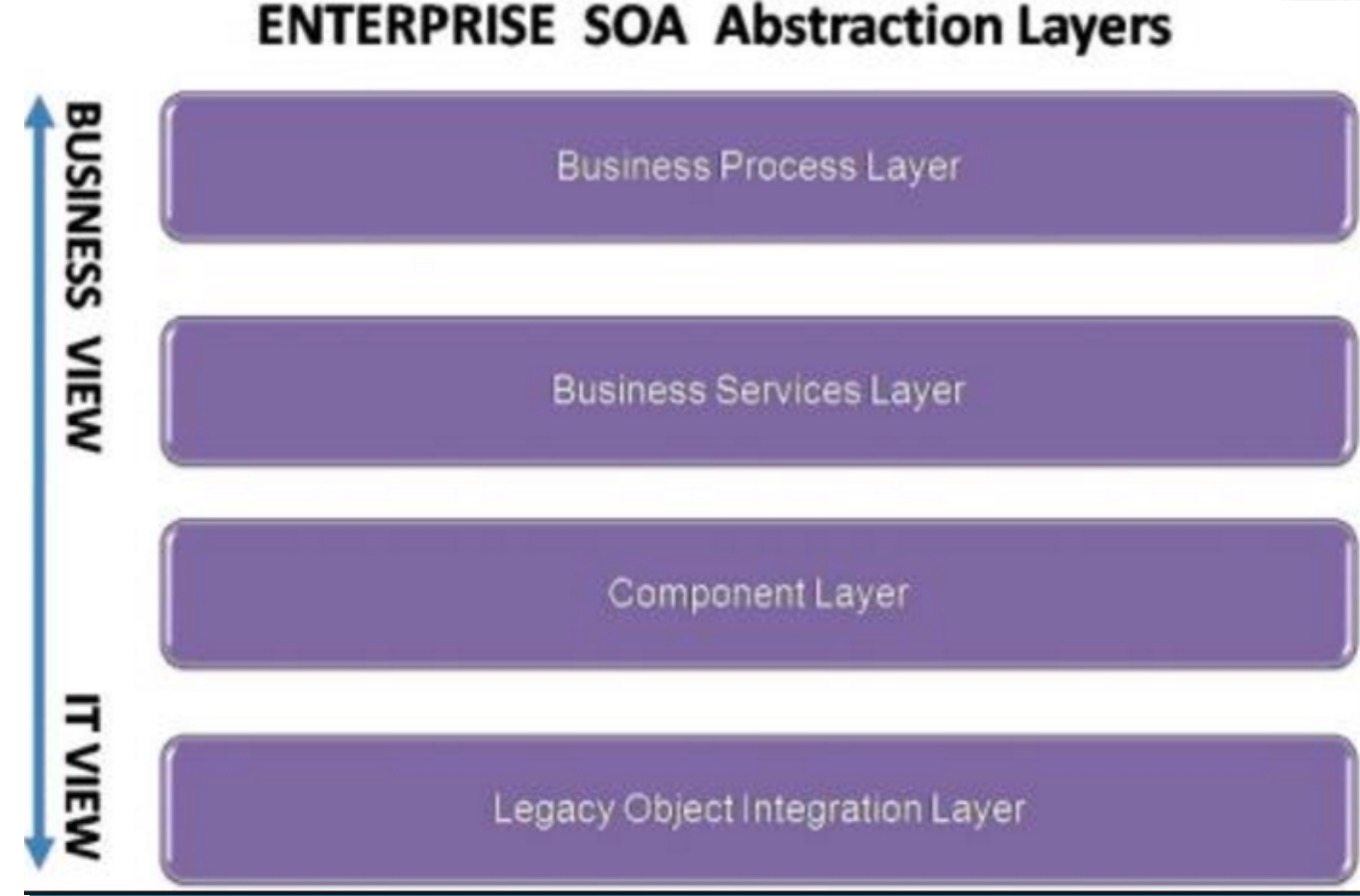 ENTERPRISE SOA Abstraction Layers
BUSINESS VIEW
IT VIEW
Business Process Layer
Business Services Layer
Component Layer
Legacy Object Integration Layer